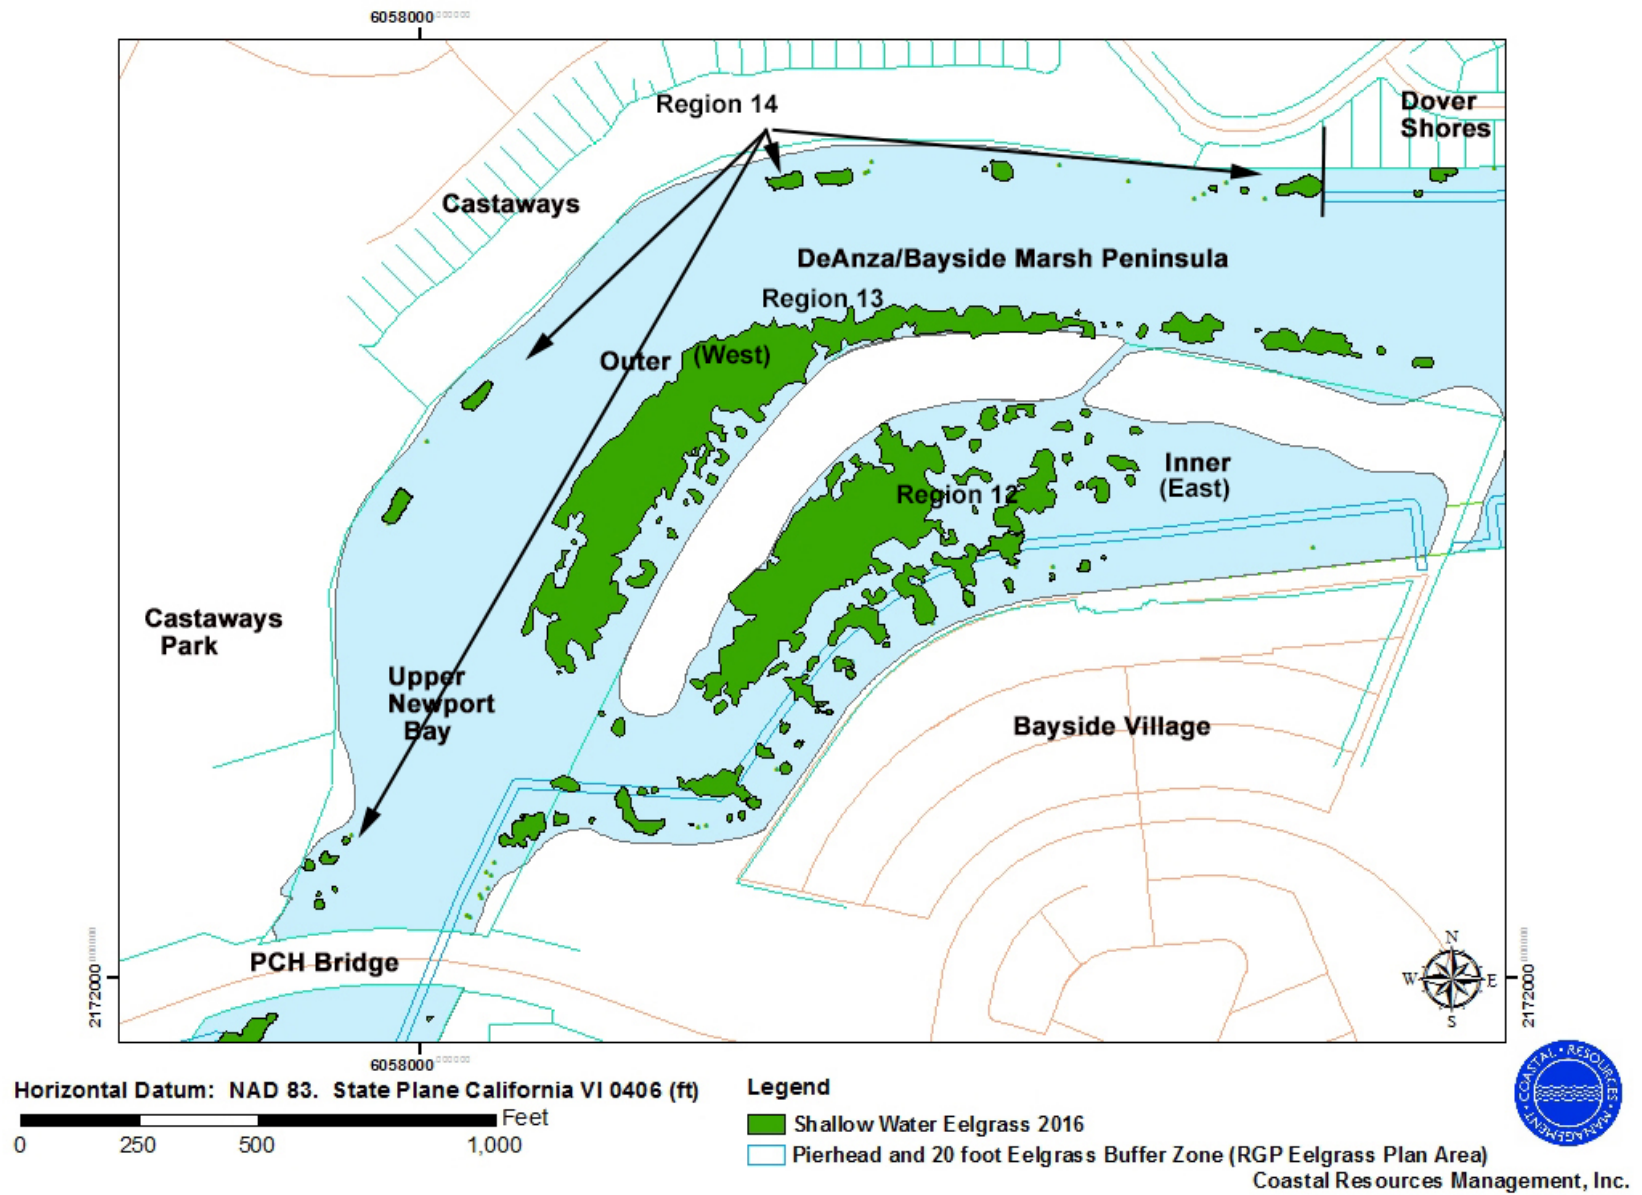 6058000
Region 14
Dover
Shores
Castaways
DeAnza/Bayside Marsh Peninsula
Region 13
Outer (West)
Inner
(East)
Region 12
Castaways
Park
Upper
Newport
Bay
Bayside Village
PCH Bridge
N
W E
S
2172000
2172000
6058000
Horizontal Datum: NAD 83. State Plane California VI 0406 (ft)
Feet
0 250 500 1,000
Legend
Shallow Water Eelgrass 2016
Pierhead and 20 foot Eelgrass Buffer Zone (RGP Eelgrass Plan Area)
COASTAL • RESOURCES • MANAGEMENT •
Coastal Resources Management, Inc.